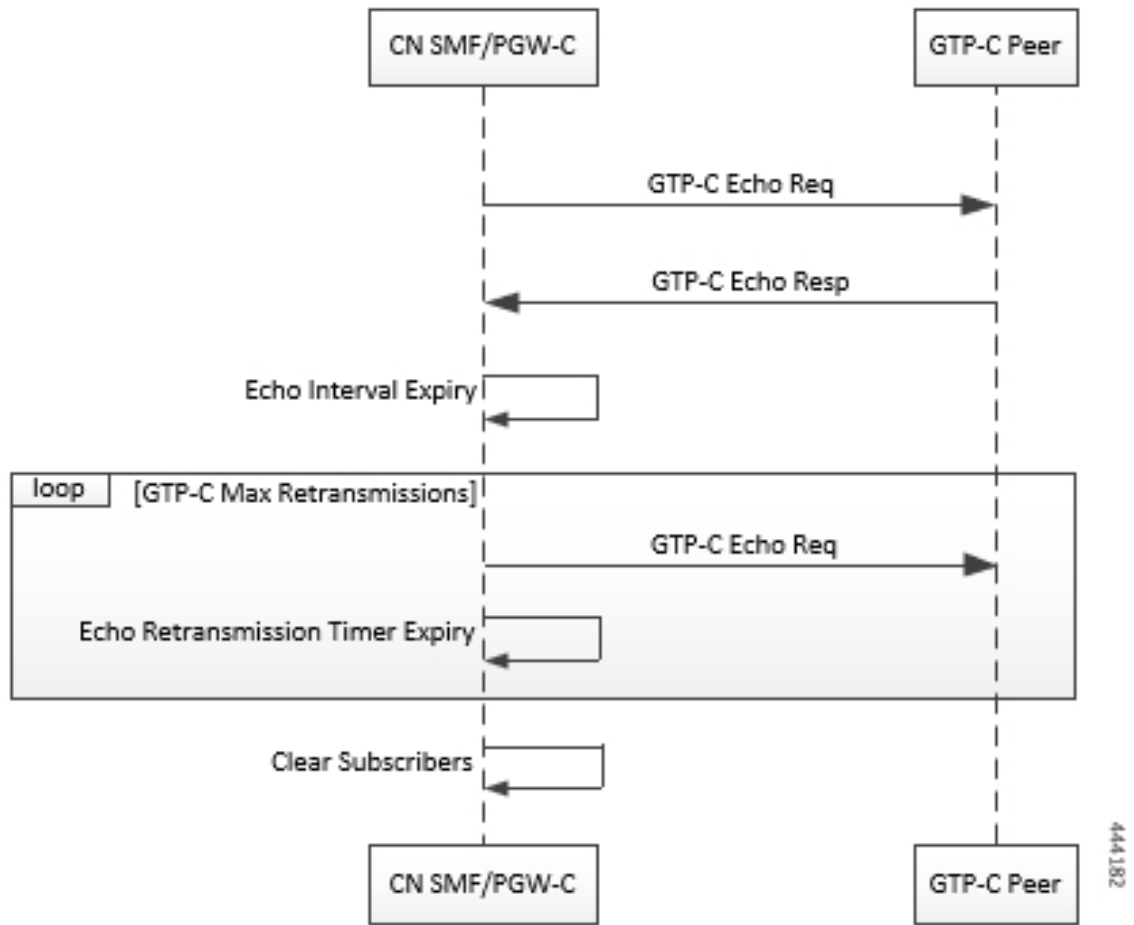 CN SMF/PGW-C
GTP-C Peer
GTP-C Echo Req
GTP-C Echo Resp
Echo Interval Expiry
loop
[GTP-C Max Retransmissions]
GTP-C Echo Req
Echo Retransmission Timer Expiry
Clear Subscribers
CN SMF/PGW-C
GTP-C Peer
444182